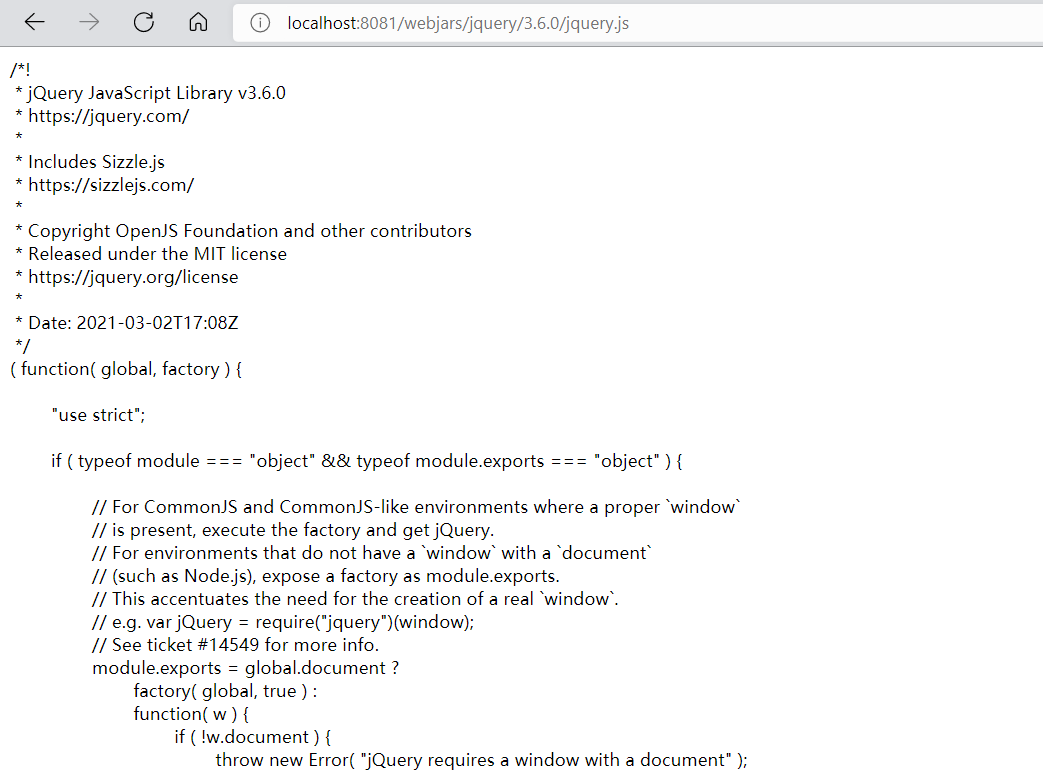 localhost:8081/webjars/jquery/3.6.0/jquery.js
/*!
 * jQuery JavaScript Library v3.6.0
 * https://jquery.com/
 *
 * Includes Sizzle.js
 * https://sizzlejs.com/
 *
 * Copyright OpenJS Foundation and other contributors
 * Released under the MIT license
 * https://jquery.org/license
 *
 * Date: 2021-03-02T17:08Z
 */
( function( global, factory ) {
"use strict";
if ( typeof module === "object" && typeof module.exports === "object" ) {
// For CommonJS and CommonJS-like environments where a proper `window`
// is present, execute the factory and get jQuery.
// For environments that do not have a `window` with a `document`
// (such as Node.js), expose a factory as module.exports.
// This accentuates the need for the creation of a real `window`.
// e.g. var jQuery = require("jquery")(window);
// See ticket #14549 for more info.
module.exports = global.document ?
factory( global, true ) :
function( w ) {
if ( !w.document ) {
throw new Error( "jQuery requires a window with a document" );